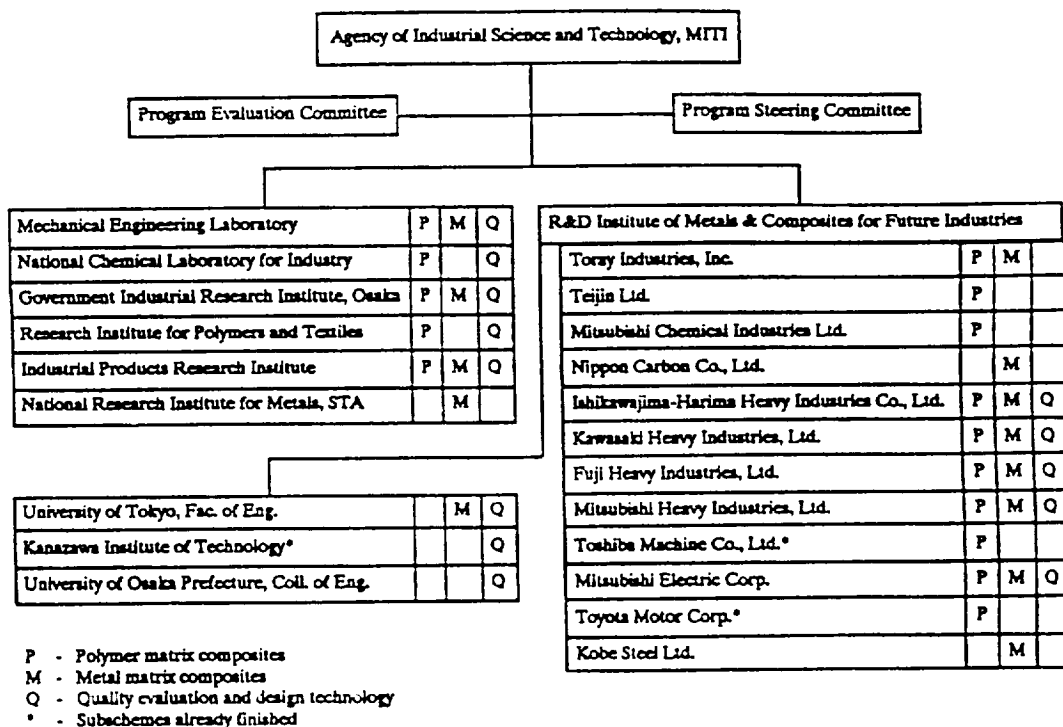 Agency of Industrial Science and Technology, MITI
Program Evaluation Committee
Program Steering Committee
Mechanical Engineering Laboratory P M Q
National Chemical Laboratory for Industry P Q
Government Industrial Research Institute, Osaka P M Q
Research Institute for Polymers and Textiles P Q
Industrial Products Research Institute P M Q
National Research Institute for Metals, STA M
University of Tokyo, Fac. of Eng. M Q
Kanazawa Institute of Technology* Q
University of Osaka Prefecture, Coll. of Eng. Q
R&D Institute of Metals & Composites for Future Industries
Toray Industries, Inc. P M
Teijin Ltd. P
Mitsubishi Chemical Industries Ltd. P
Nippon Carbon Co., Ltd. M
Ishikawajima-Harima Heavy Industries Co., Ltd. P M Q
Kawasaki Heavy Industries, Ltd. P M Q
Fuji Heavy Industries, Ltd. P M Q
Mitsubishi Heavy Industries, Ltd. P M Q
Toshiba Machine Co., Ltd.* P
Mitsubishi Electric Corp. P M Q
Toyota Motor Corp.* P
Kobe Steel Ltd. M
P - Polymer matrix composites
M - Metal matrix composites
Q - Quality evaluation and design technology
* - Subschemes already finished